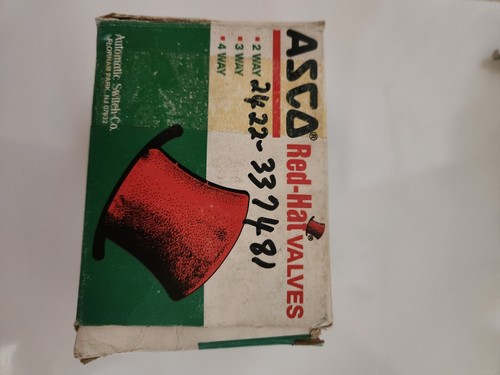 ASCO®
Red-Hat® VALVES
• 2 WAY
• 3 WAY
• 4 WAY
2422-337481
Automatic Switch Co.
FLORHAM PARK, NJ 07932